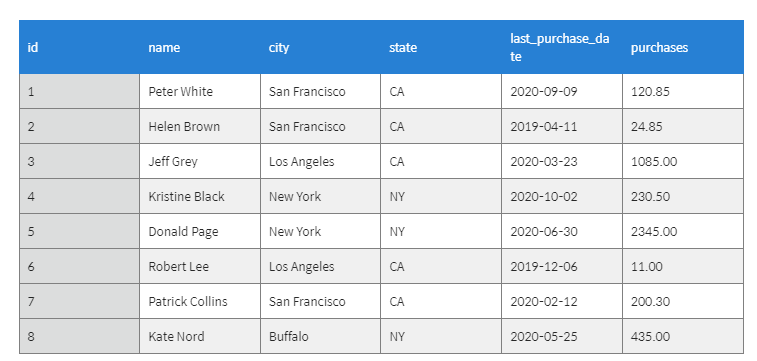 id name city state last_purchase_da
te purchases
1 Peter White San Francisco CA 2020-09-09 120.85
2 Helen Brown San Francisco CA 2019-04-11 24.85
3 Jeff Grey Los Angeles CA 2020-03-23 1085.00
4 Kristine Black New York NY 2020-10-02 230.50
5 Donald Page New York NY 2020-06-30 2345.00
6 Robert Lee Los Angeles CA 2019-12-06 11.00
7 Patrick Collins San Francisco CA 2020-02-12 200.30
8 Kate Nord Buffalo NY 2020-05-25 435.00